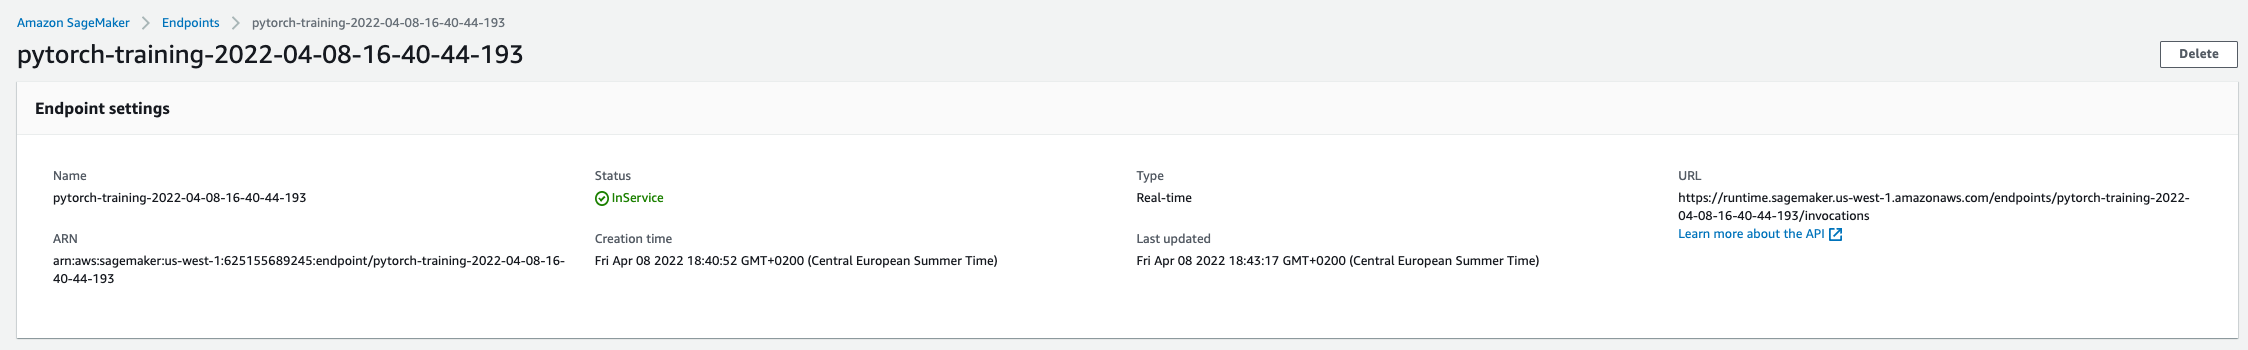 Amazon SageMaker > Endpoints > pytorch-training-2022-04-08-16-40-44-193
pytorch-training-2022-04-08-16-40-44-193
Delete
Endpoint settings
Name
pytorch-training-2022-04-08-16-40-44-193
Status
InService
Type
Real-time
URL
https://runtime.sagemaker.us-west-1.amazonaws.com/endpoints/pytorch-training-2022-
04-08-16-40-44-193/invocations
Learn more about the API
ARN
arn:aws:sagemaker:us-west-1:625155689245:endpoint/pytorch-training-2022-04-08-16-
40-44-193
Creation time
Fri Apr 08 2022 18:40:52 GMT+0200 (Central European Summer Time)
Last updated
Fri Apr 08 2022 18:43:17 GMT+0200 (Central European Summer Time)